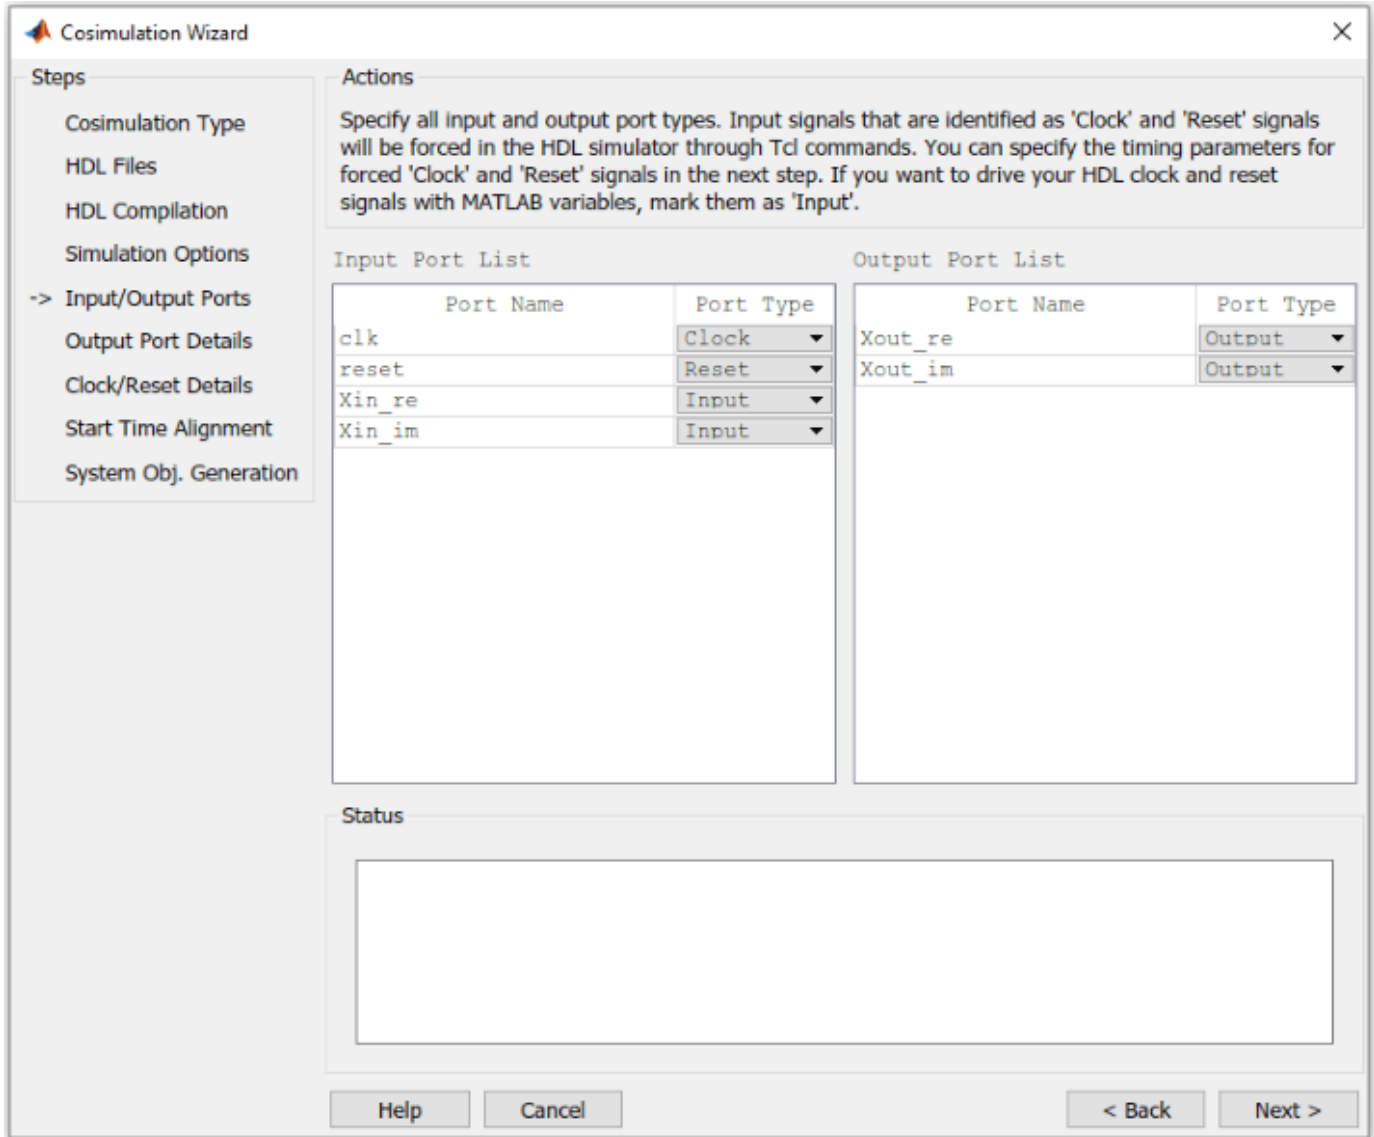 Cosimulation Wizard
Steps
Cosimulation Type
HDL Files
HDL Compilation
Simulation Options
-> Input/Output Ports
Output Port Details
Clock/Reset Details
Start Time Alignment
System Obj. Generation
Actions
Specify all input and output port types. Input signals that are identified as 'Clock' and 'Reset' signals
will be forced in the HDL simulator through Tcl commands. You can specify the timing parameters for
forced 'Clock' and 'Reset' signals in the next step. If you want to drive your HDL clock and reset
signals with MATLAB variables, mark them as 'Input'.
Input Port List
Port Name Port Type
clk Clock
reset Reset
Xin_re Input
Xin_im Input
Output Port List
Port Name Port Type
Xout_re Output
Xout_im Output
Status
Help Cancel < Back Next >